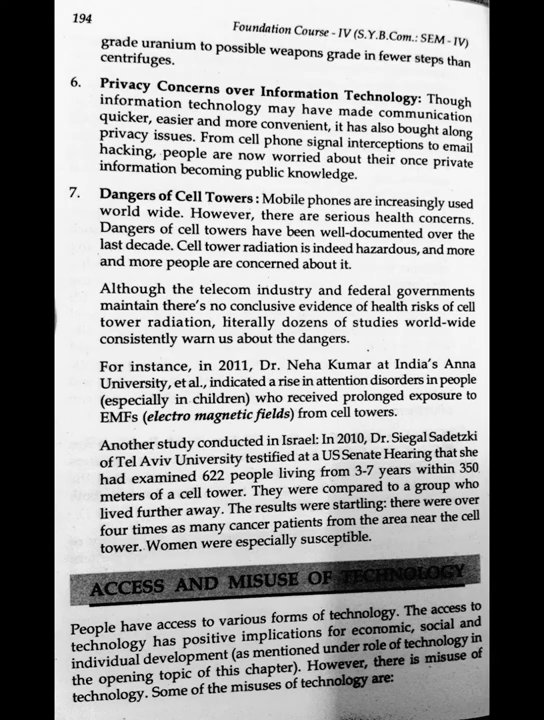 194
Foundation Course - IV (S.Y.B.Com.: SEM - IV)
grade uranium to possible weapons grade in fewer steps than
centrifuges.
6. Privacy Concerns over Information Technology: Though
information technology may have made communication
quicker, easier and more convenient, it has also bought along
privacy issues. From cell phone signal interceptions to email
hacking, people are now worried about their once private
information becoming public knowledge.
7. Dangers of Cell Towers : Mobile phones are increasingly used
world wide. However, there are serious health concerns.
Dangers of cell towers have been well-documented over the
last decade. Cell tower radiation is indeed hazardous, and more
and more people are concerned about it.
Although the telecom industry and federal governments
maintain there's no conclusive evidence of health risks of cell
tower radiation, literally dozens of studies world-wide
consistently warn us about the dangers.
For instance, in 2011, Dr. Neha Kumar at India's Anna
University, et al., indicated a rise in attention disorders in people
(especially in children) who received prolonged exposure to
EMFs (electro magnetic fields) from cell towers.
Another study conducted in Israel: In 2010, Dr. Siegal Sadetzki
of Tel Aviv University testified at a US Senate Hearing that she
had examined 622 people living from 3-7 years within 350
meters of a cell tower. They were compared to a group who
lived further away. The results were startling: there were over
four times as many cancer patients from the area near the cell
tower. Women were especially susceptible.
ACCESS AND MISUSE OF TECHNOLOGY
People have access to various forms of technology. The access to
technology has positive implications for economic, social and
individual development (as mentioned under role of technology in
the opening topic of this chapter). However, there is misuse of
technology. Some of the misuses of technology are: